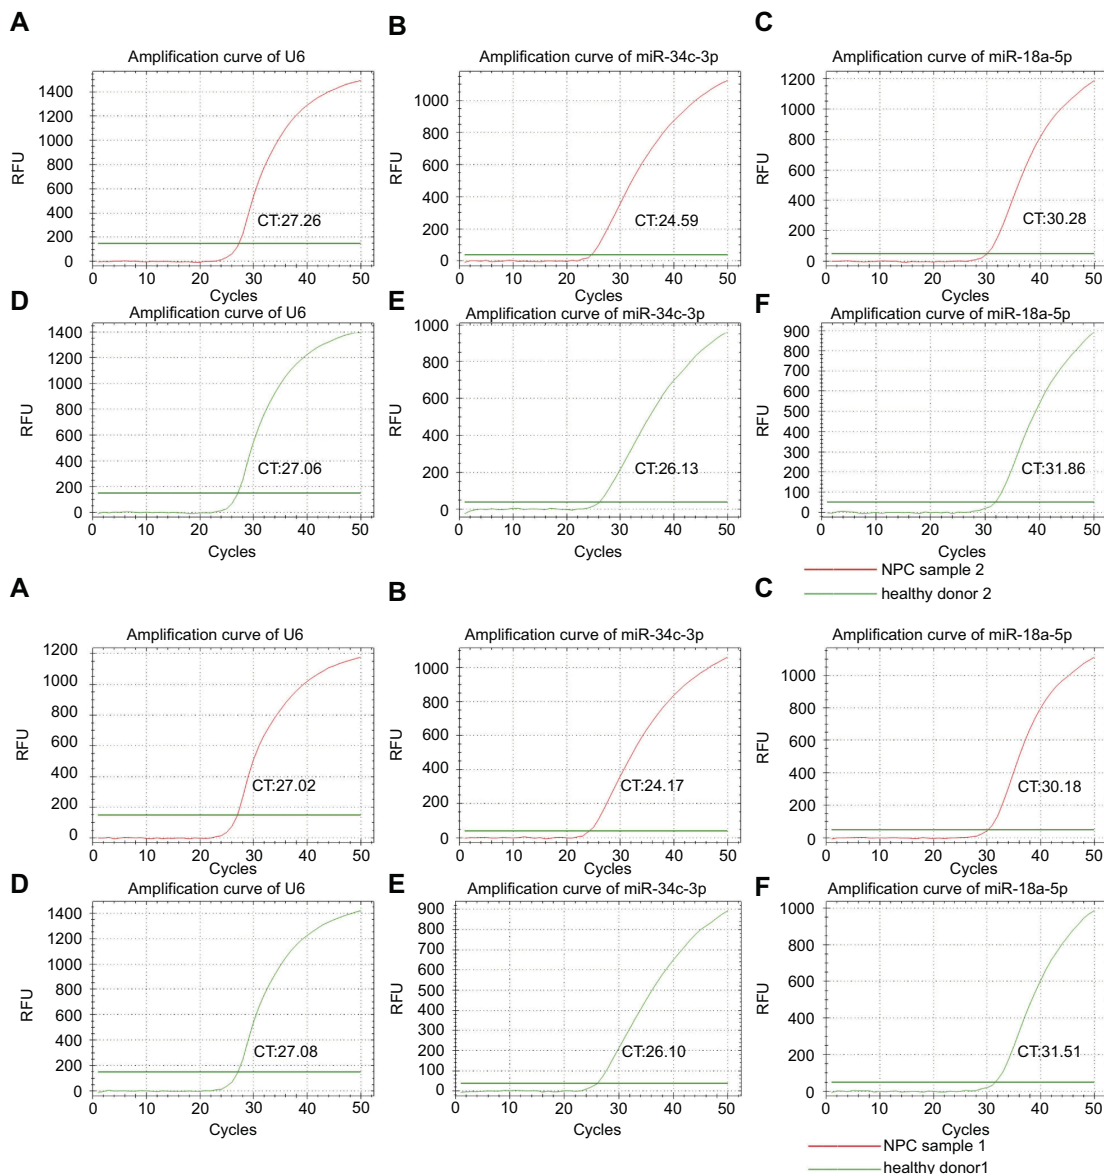 A
B
C
Amplification curve of U6
Amplification curve of miR-34c-3p
Amplification curve of miR-18a-5p
RFU
1400
1200
1000
800
600
400
200
0
CT:27.26
0 10 20 30 40 50
Cycles
RFU
1000
800
600
400
200
0
CT:24.59
0 10 20 30 40 50
Cycles
RFU
1200
1000
800
600
400
200
0
CT:30.28
0 10 20 30 40 50
Cycles
D
E
F
Amplification curve of U6
Amplification curve of miR-34c-3p
Amplification curve of miR-18a-5p
RFU
1400
1200
1000
800
600
400
200
0
CT:27.06
0 10 20 30 40 50
Cycles
RFU
1000
800
600
400
200
0
CT:26.13
0 10 20 30 40 50
Cycles
RFU
900
800
700
600
500
400
300
200
100
0
CT:31.86
0 10 20 30 40 50
Cycles
NPC sample 2
healthy donor 2
A
B
C
Amplification curve of U6
Amplification curve of miR-34c-3p
Amplification curve of miR-18a-5p
RFU
1200
1000
800
600
400
200
0
CT:27.02
0 10 20 30 40 50
Cycles
RFU
1000
800
600
400
200
0
CT:24.17
0 10 20 30 40 50
Cycles
RFU
1000
800
600
400
200
0
CT:30.18
0 10 20 30 40 50
Cycles
D
E
F
Amplification curve of U6
Amplification curve of miR-34c-3p
Amplification curve of miR-18a-5p
RFU
1400
1200
1000
800
600
400
200
0
CT:27.08
0 10 20 30 40 50
Cycles
RFU
900
800
700
600
500
400
300
200
100
0
CT:26.10
0 10 20 30 40 50
Cycles
RFU
1000
800
600
400
200
0
CT:31.51
0 10 20 30 40 50
Cycles
NPC sample 1
healthy donor1